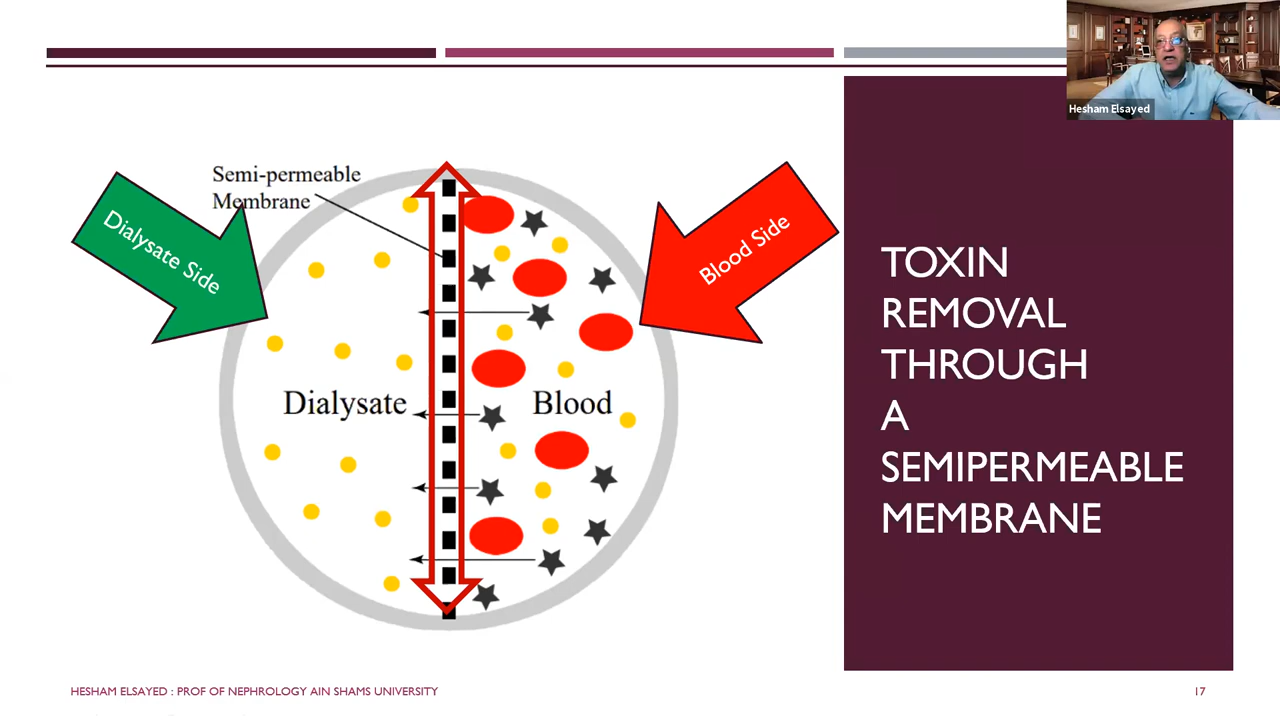 Hesham Elsayed
Semi-permeable
Membrane
Dialysate Side
Blood Side
Dialysate
Blood
TOXIN
REMOVAL
THROUGH
A
SEMIPERMEABLE
MEMBRANE
HESHAM ELSAYED : PROF OF NEPHROLOGY AIN SHAMS UNIVERSITY
17